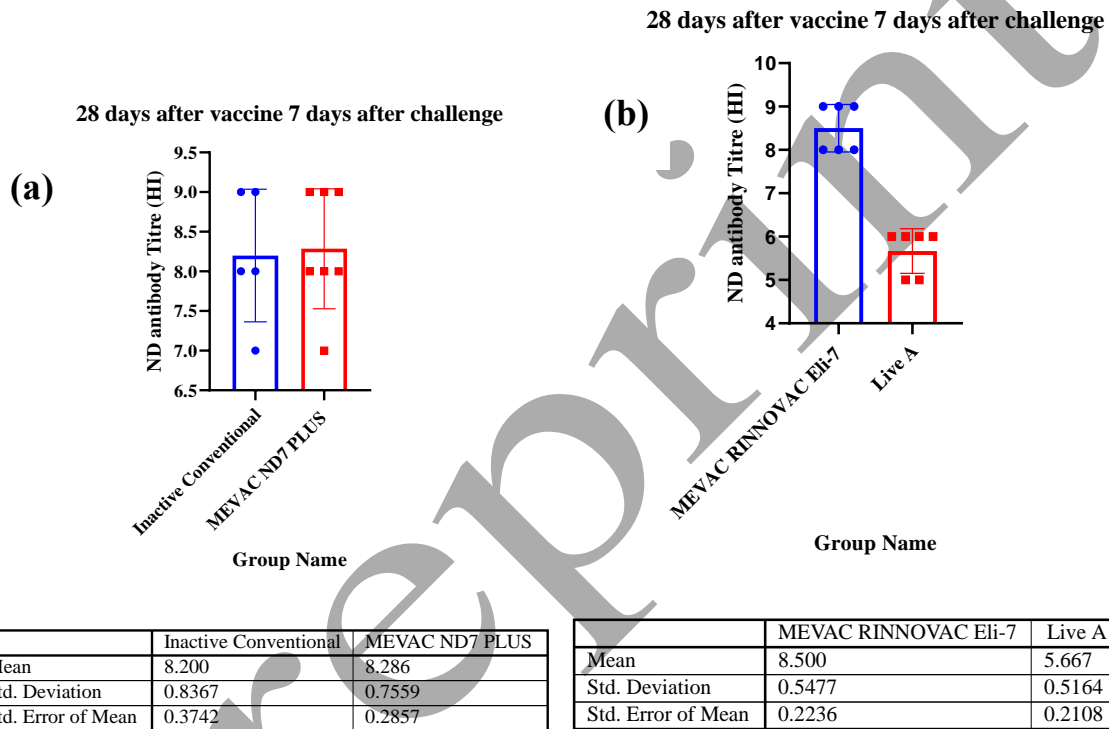 28 days after vaccine 7 days after challenge
(a)
ND antibody Titre (HI)
9.5
9.0
8.5
8.0
7.5
7.0
6.5
Inactive Conventional
MEVAC ND7 PLUS
Group Name
Inactive Conventional MEVAC ND7 PLUS
Mean 8.200 8.286
Std. Deviation 0.8367 0.7559
Std. Error of Mean 0.3742 0.2857
28 days after vaccine 7 days after challenge
(b)
ND antibody Titre (HI)
10
9
8
7
6
5
4
MEVAC RINNOVAC Eli-7
Live A
Group Name
MEVAC RINNOVAC Eli-7 Live A
Mean 8.500 5.667
Std. Deviation 0.5477 0.5164
Std. Error of Mean 0.2236 0.2108